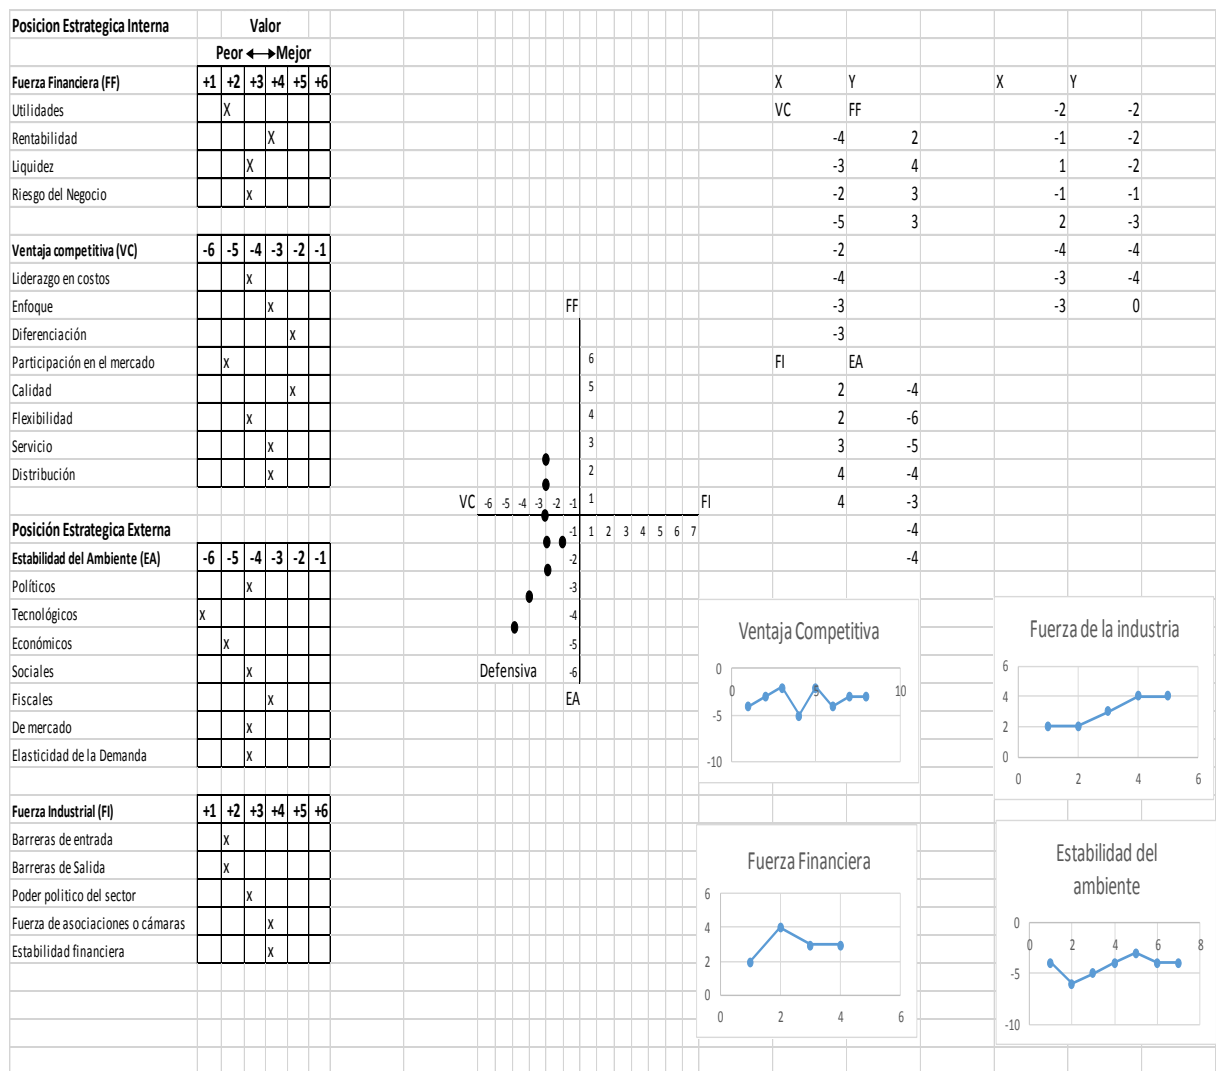 Posicion Estrategica Interna Valor
Peor Mejor
Fuerza Financiera (FF) +1 +2 +3 +4 +5 +6
Utilidades X
Rentabilidad X
Liquidez X
Riesgo del Negocio x
Ventaja competitiva (VC) -6 -5 -4 -3 -2 -1
Liderazgo en costos x
Enfoque x
Diferenciación x
Participación en el mercado x
Calidad x
Flexibilidad x
Servicio x
Distribución x
Posición Estrategica Externa
Estabilidad del Ambiente (EA) -6 -5 -4 -3 -2 -1
Políticos x
Tecnológicos x
Económicos x
Sociales x
Fiscales x
De mercado x
Elasticidad de la Demanda x
Fuerza Industrial (FI) +1 +2 +3 +4 +5 +6
Barreras de entrada x
Barreras de Salida x
Poder politico del sector x
Fuerza de asociaciones o cámaras x
Estabilidad financiera x
FF
6
5
4
3
2
1
VC -6 -5 -4 -3 -2 -1 FI
-1 1 2 3 4 5 6 7
-2
-3
-4
-5
Defensiva -6
EA
X Y
VC FF
-4 2
-3 4
-2 3
-5 3
-2
-4
-3
-3
FI EA
2 -4
2 -6
3 -5
4 -4
4 -3
-4
-4
X Y
-2 -2
-1 -2
1 -2
-1 -1
2 -3
-4 -4
-3 -4
-3 0
Ventaja Competitiva
0
0 5 10
-5
-10
Fuerza de la industria
6
4
2
0
0 2 4 6
Fuerza Financiera
6
4
2
0
0 2 4 6
Estabilidad del
ambiente
0
0 2 4 6 8
-5
-10